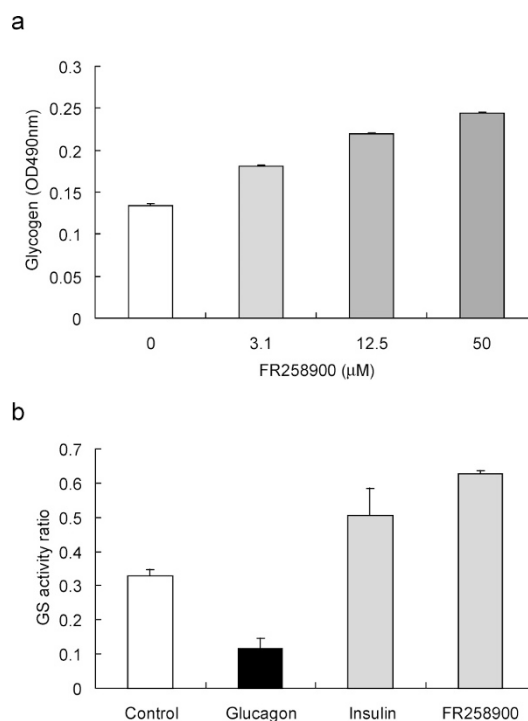 a
0.3
0.25
0.2
0.15
0.1
0.05
0
Glycogen (OD490nm)
0 3.1 12.5 50
FR258900 (μM)
b
0.7
0.6
0.5
0.4
0.3
0.2
0.1
0
GS activity ratio
Control Glucagon Insulin FR258900